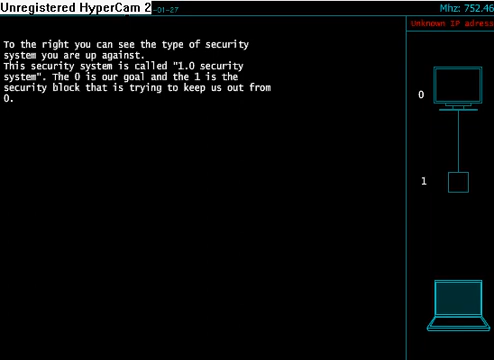 Unregistered HyperCam 2 -01-27 Mhz: 752.46
Unknown IP adress
To the right you can see the type of security
system you are up against.
This security system is called "1.0 security
system". The 0 is our goal and the 1 is the
security block that is trying to keep us out from
0.
0
1